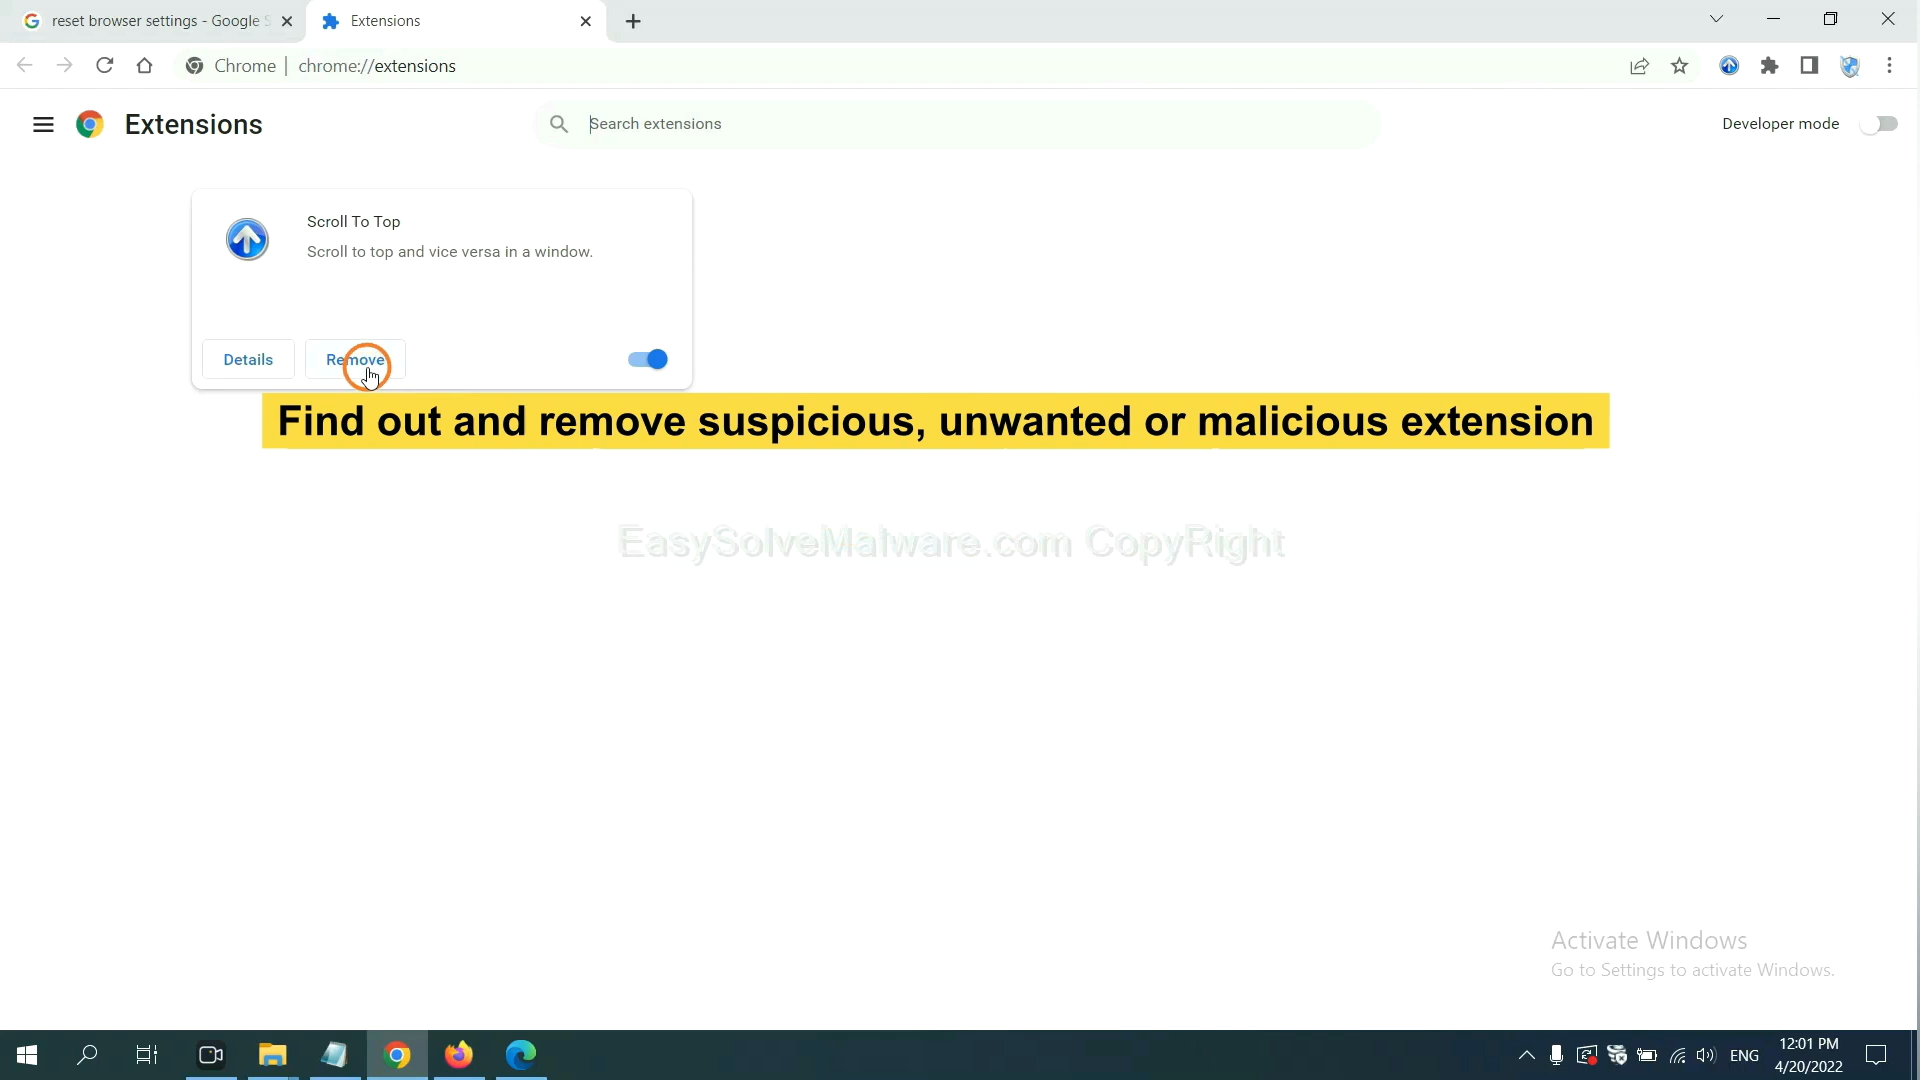 reset browser settings - Google S
Extensions
Chrome
chrome://extensions
Extensions
Search extensions
Developer mode
Scroll To Top
Scroll to top and vice versa in a window.
Details
Remove
Find out and remove suspicious, unwanted or malicious extension
EasySolveMalware.com CopyRight
Activate Windows
Go to Settings to activate Windows.
ENG
12:01 PM
4/20/2022